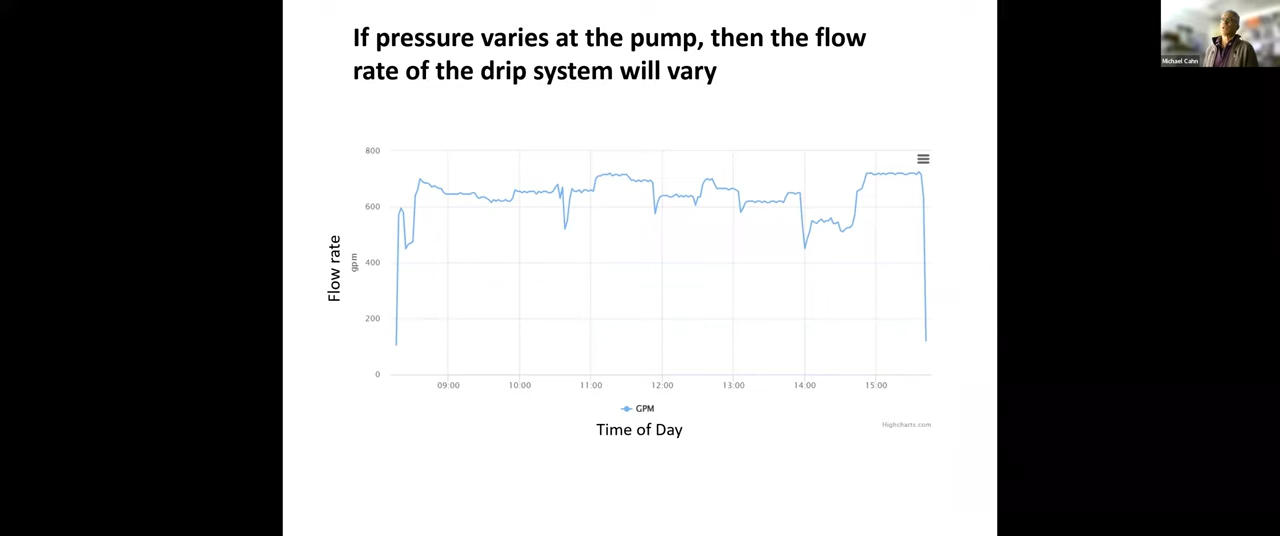 If pressure varies at the pump, then the flow
rate of the drip system will vary
Michael Cahn
800
600
400
200
0
Flow rate
gpm
09:00 10:00 11:00 12:00 13:00 14:00 15:00
GPM
Time of Day
Highcharts.com